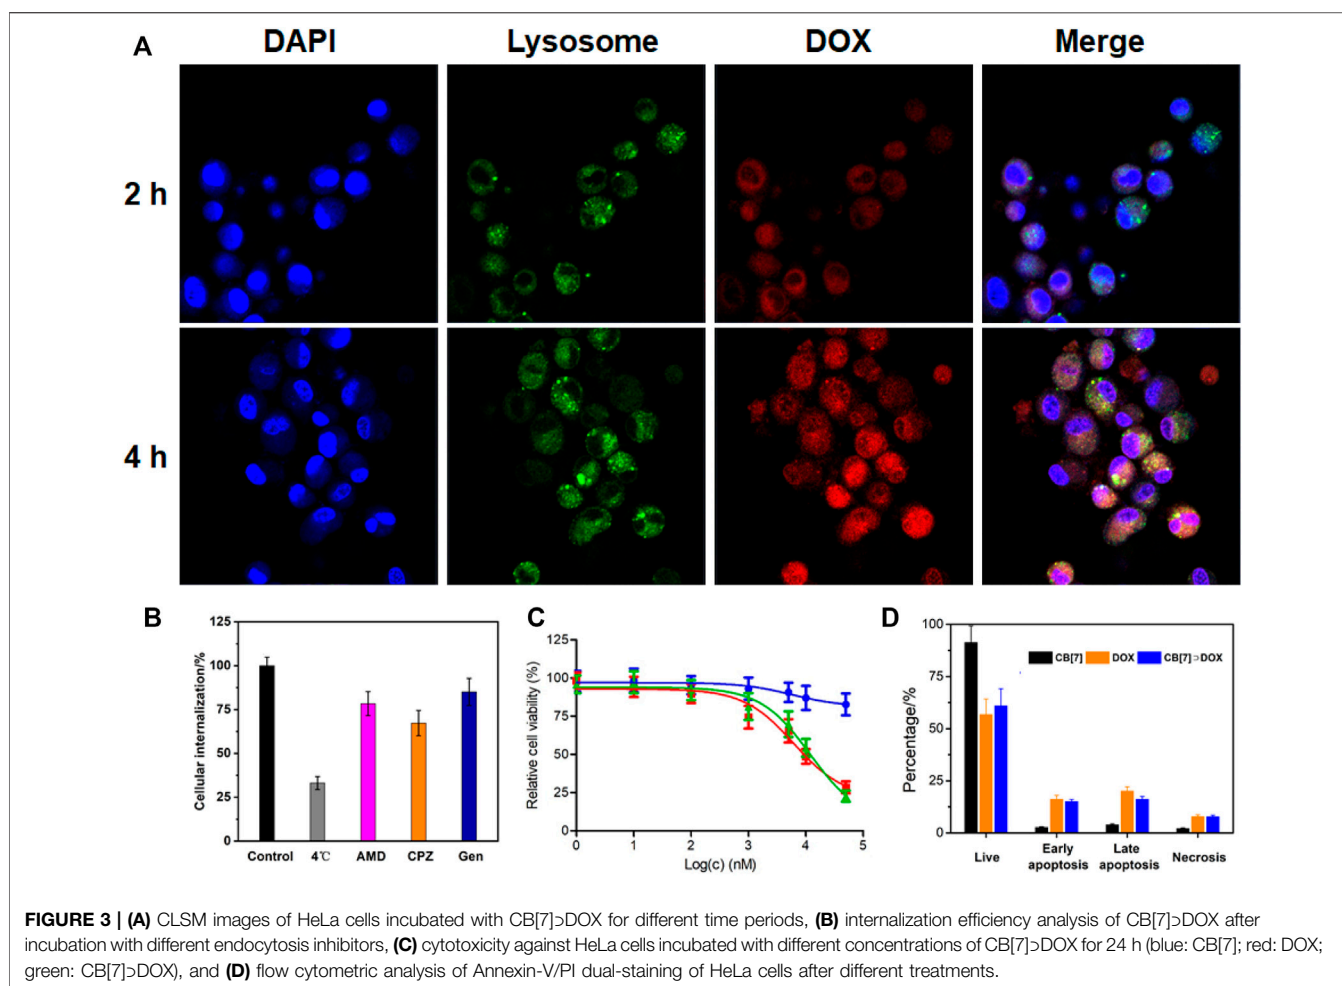 A
DAPI
Lysosome
DOX
Merge
2 h
4 h
B
Cellular internalization/%
125
100
75
50
25
0
Control
4℃
AMD
CPZ
Gen
C
Relative cell viability (%)
125
100
75
50
25
0
0
1
2
3
4
5
Log(c) (nM)
D
Percentage/%
100
75
50
25
0
CB[7]
DOX
CB[7]⊃DOX
Live
Early
apoptosis
Late
apoptosis
Necrosis
FIGURE 3 | (A) CLSM images of HeLa cells incubated with CB[7]⊃DOX for different time periods, (B) internalization efficiency analysis of CB[7]⊃DOX after
incubation with different endocytosis inhibitors, (C) cytotoxicity against HeLa cells incubated with different concentrations of CB[7]⊃DOX for 24 h (blue: CB[7]; red: DOX;
green: CB[7]⊃DOX), and (D) flow cytometric analysis of Annexin-V/PI dual-staining of HeLa cells after different treatments.